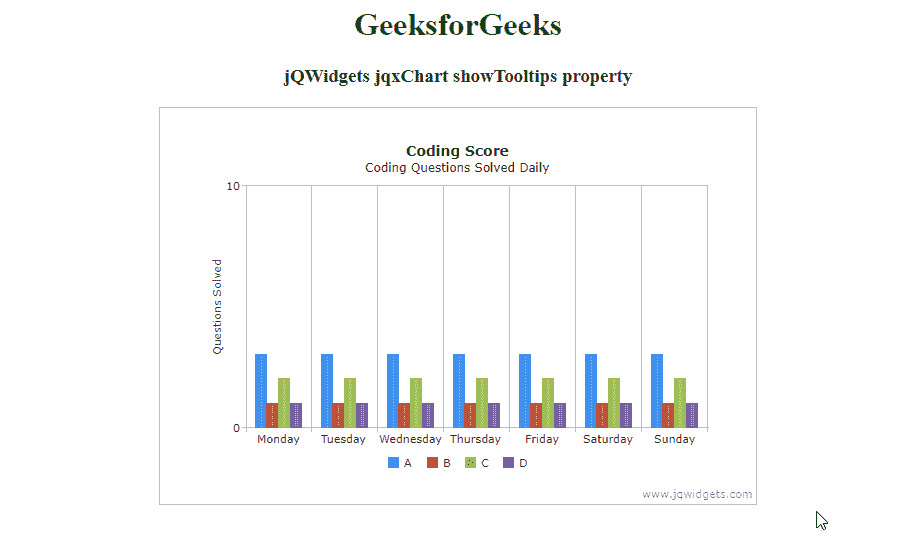 GeeksforGeeks
jQWidgets jqxChart showTooltips property
Coding Score
Coding Questions Solved Daily
10
Questions Solved
0
Monday Tuesday Wednesday Thursday Friday Saturday Sunday
A B C D
www.jqwidgets.com